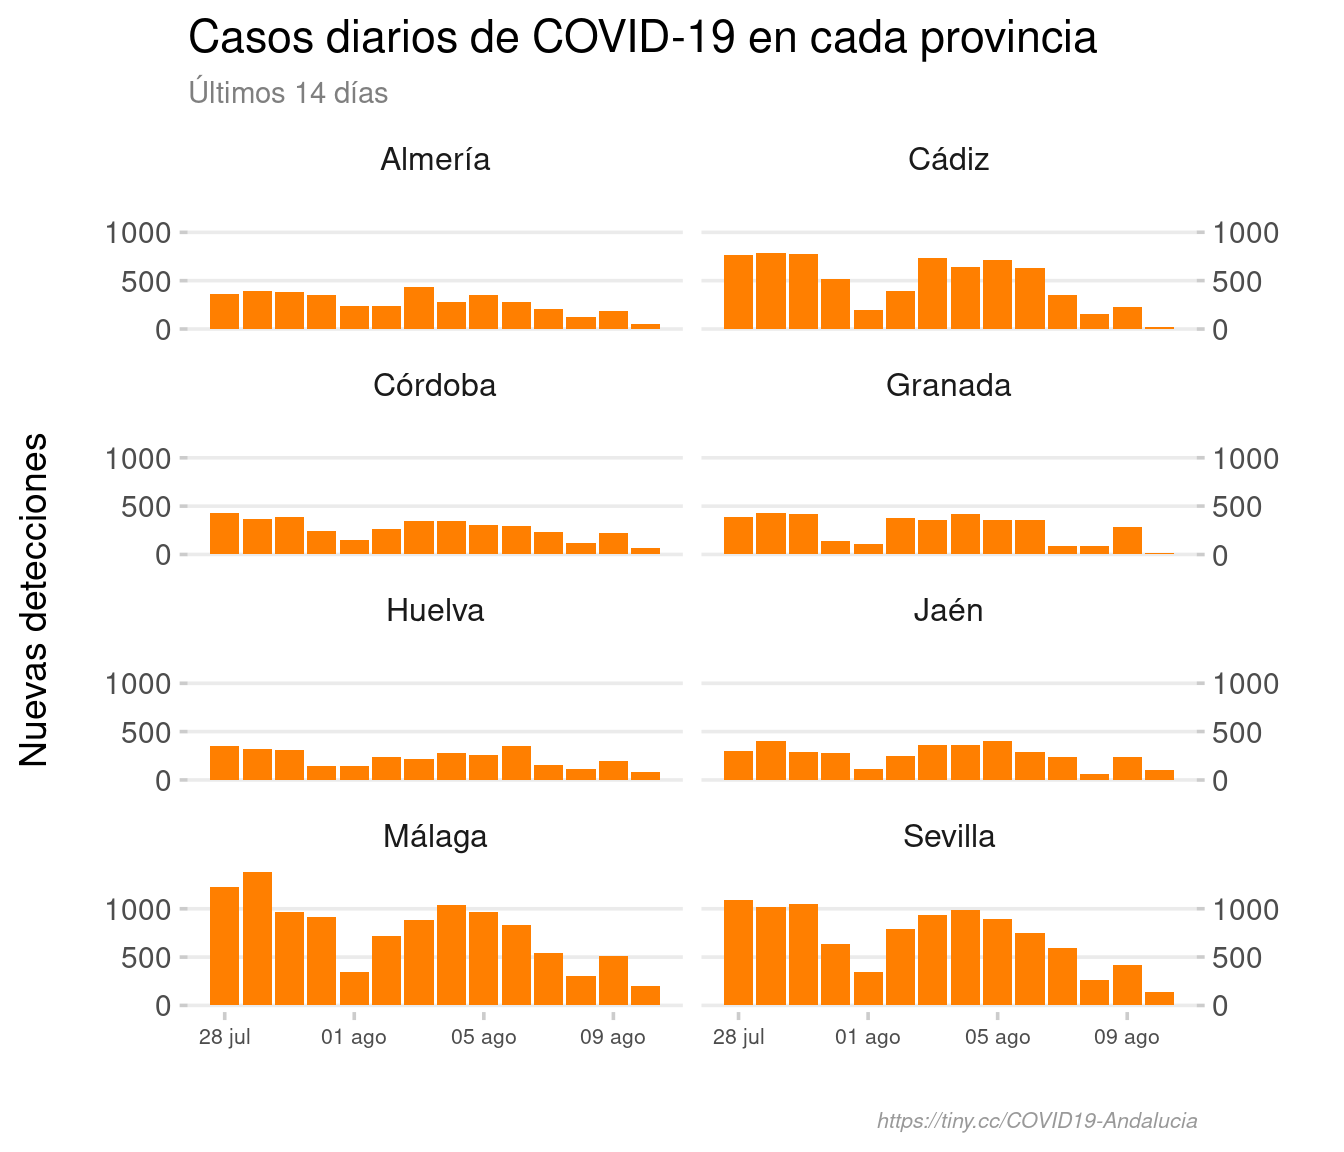 Casos diarios de COVID-19 en cada provincia
Últimos 14 días
Nuevas detecciones
Almería
Cádiz
1000
500
0
1000
500
0
Córdoba
Granada
1000
500
0
1000
500
0
Huelva
Jaén
1000
500
0
1000
500
0
Málaga
Sevilla
1000
500
0
1000
500
0
28 jul 01 ago 05 ago 09 ago
28 jul 01 ago 05 ago 09 ago
https://tiny.cc/COVID19-Andalucia